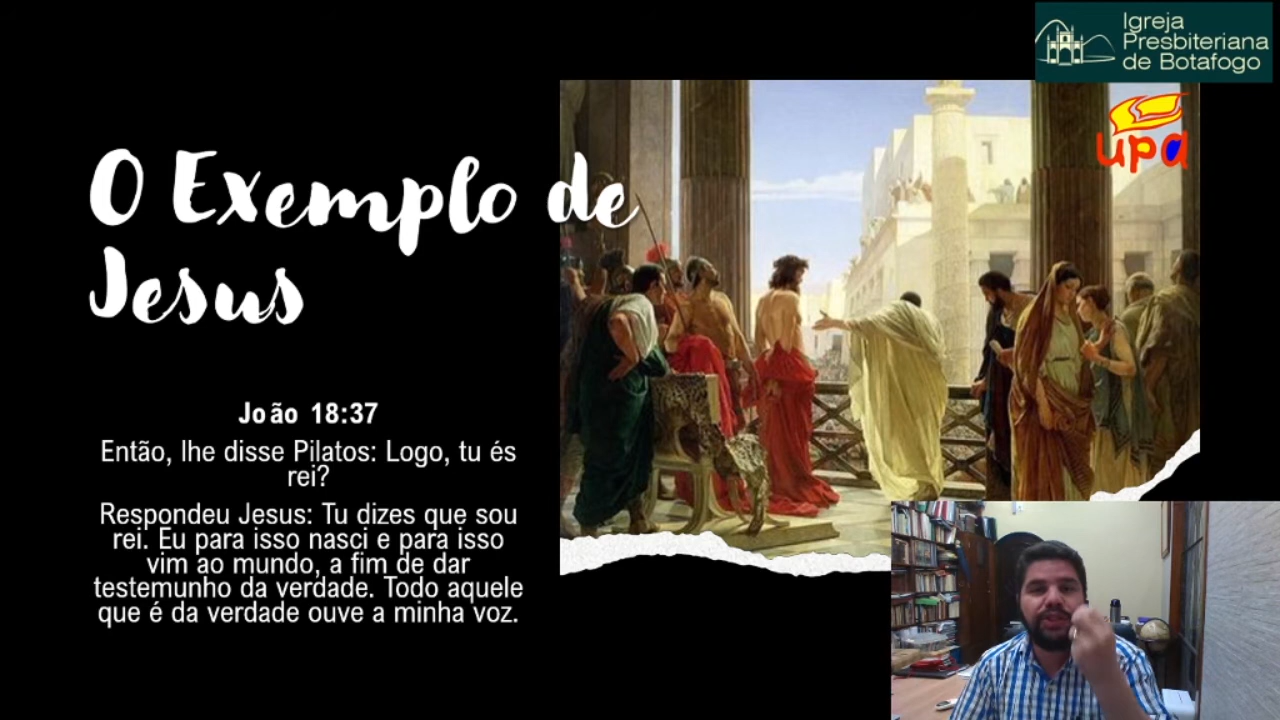 Igreja
Presbiteriana
de Botafogo
upa
O Exemplo de
Jesus
João 18:37
Então, lhe disse Pilatos: Logo, tu és
rei?
Respondeu Jesus: Tu dizes que sou
rei. Eu para isso nasci e para isso
vim ao mundo, a fim de dar
testemunho da verdade. Todo aquele
que é da verdade ouve a minha voz.